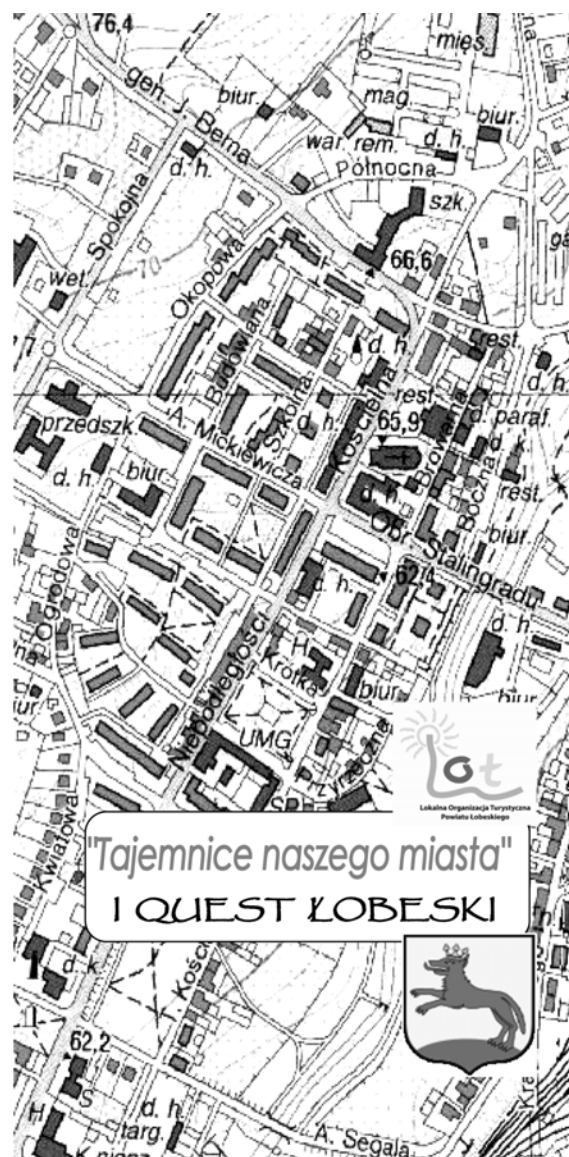 76,4
gen. J. Bema
biur.
mięs.
mag.
biur.
war. rem.
d. h.
d. h.
Północna
szk.
Spokojna
70
Okopowa
66,6
wet.
Budowlana
d. h.
rest.
7,7
Szkolna
Kościelna
rest.
d. h.
65,9
d. paraf.
przedszk.
A. Mickiewicza
d. h.
d. k.
d. h.
biur.
Browarna
Boczna
d. h.
rest.
Obr. Stalingradu
biur.
Ogrodowa
d. h.
62,4
Niepodległości
H
Krótka
d. h.
biur.
biur.
UMG
Kwiatowa
Lot
Lokalna Organizacja Turystyczna
Powiatu Łobeskiego
"Tajemnice naszego miasta"
I QUEST ŁOBESKI
d. k.
62,2
S
H
d. h.
targ.
A. Segala